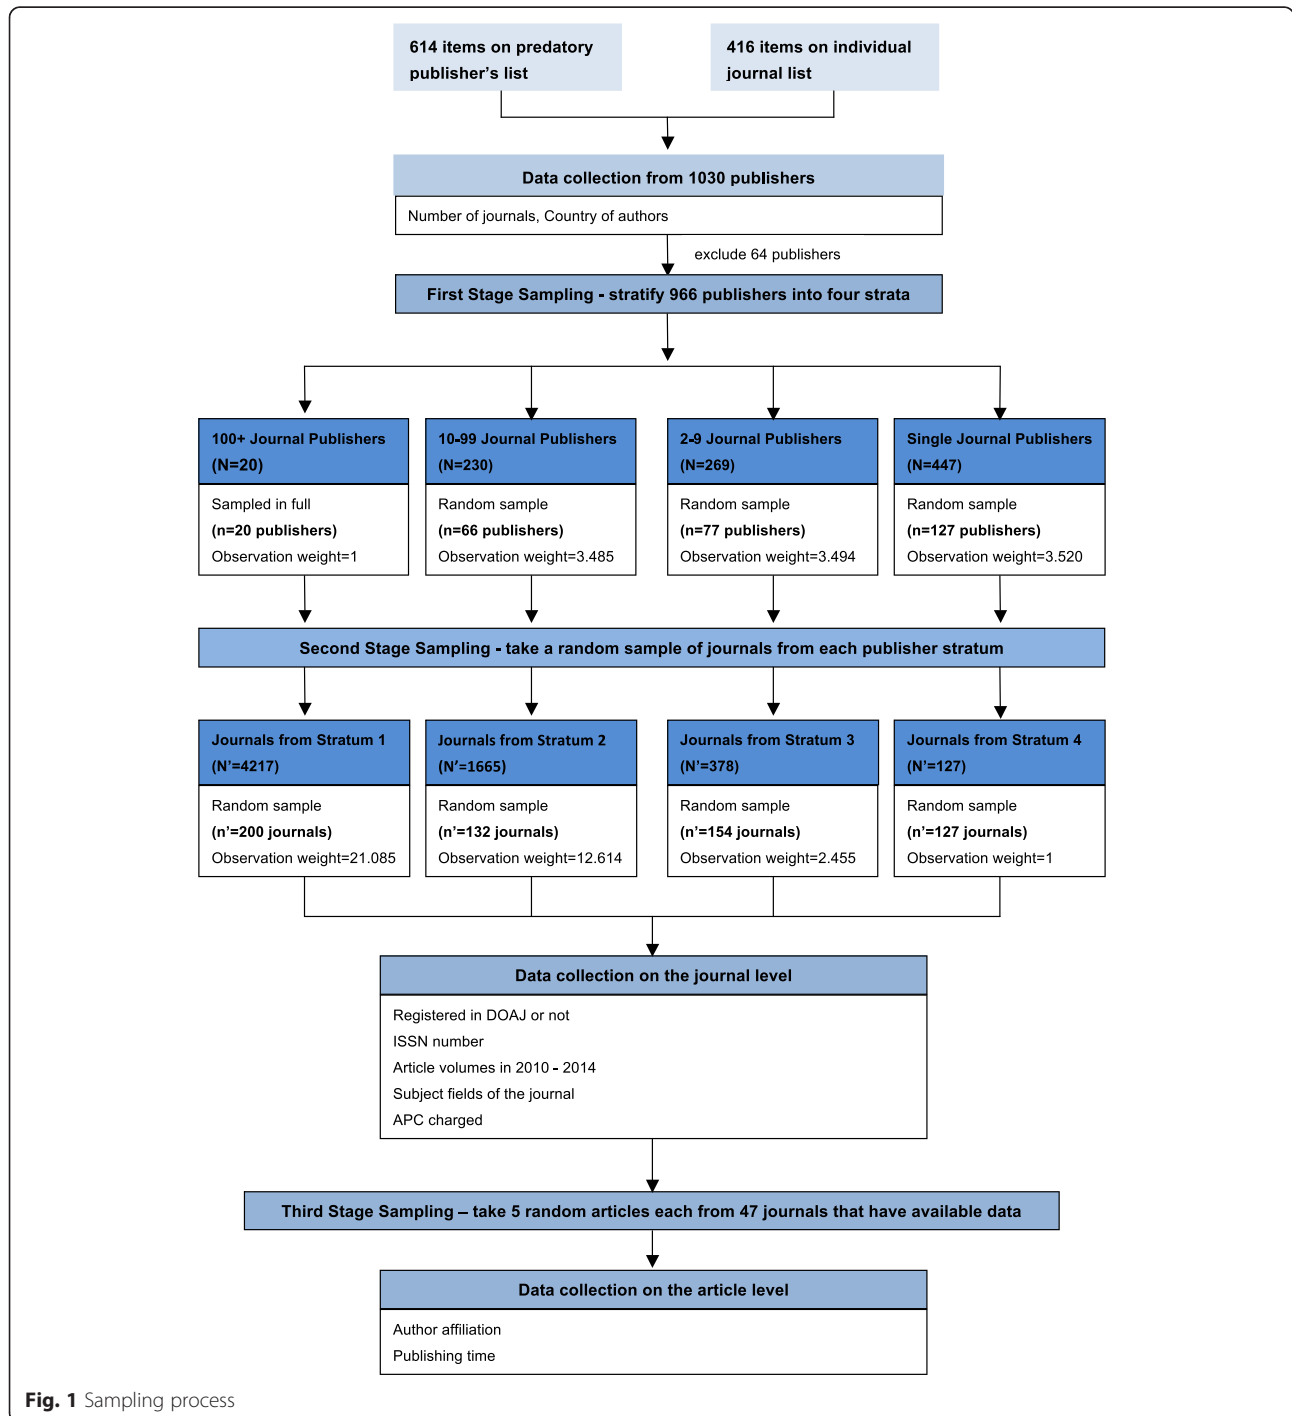 614 items on predatory
publisher's list
416 items on individual
journal list
Data collection from 1030 publishers
Number of journals, Country of authors
exclude 64 publishers
First Stage Sampling - stratify 966 publishers into four strata
100+ Journal Publishers
(N=20)
Sampled in full
(n=20 publishers)
Observation weight=1
10-99 Journal Publishers
(N=230)
Random sample
(n=66 publishers)
Observation weight=3.485
2-9 Journal Publishers
(N=269)
Random sample
(n=77 publishers)
Observation weight=3.494
Single Journal Publishers
(N=447)
Random sample
(n=127 publishers)
Observation weight=3.520
Second Stage Sampling - take a random sample of journals from each publisher stratum
Journals from Stratum 1
(N'=4217)
Random sample
(n'=200 journals)
Observation weight=21.085
Journals from Stratum 2
(N'=1665)
Random sample
(n'=132 journals)
Observation weight=12.614
Journals from Stratum 3
(N'=378)
Random sample
(n'=154 journals)
Observation weight=2.455
Journals from Stratum 4
(N'=127)
Random sample
(n'=127 journals)
Observation weight=1
Data collection on the journal level
Registered in DOAJ or not
ISSN number
Article volumes in 2010 - 2014
Subject fields of the journal
APC charged
Third Stage Sampling – take 5 random articles each from 47 journals that have available data
Data collection on the article level
Author affiliation
Publishing time
Fig. 1 Sampling process